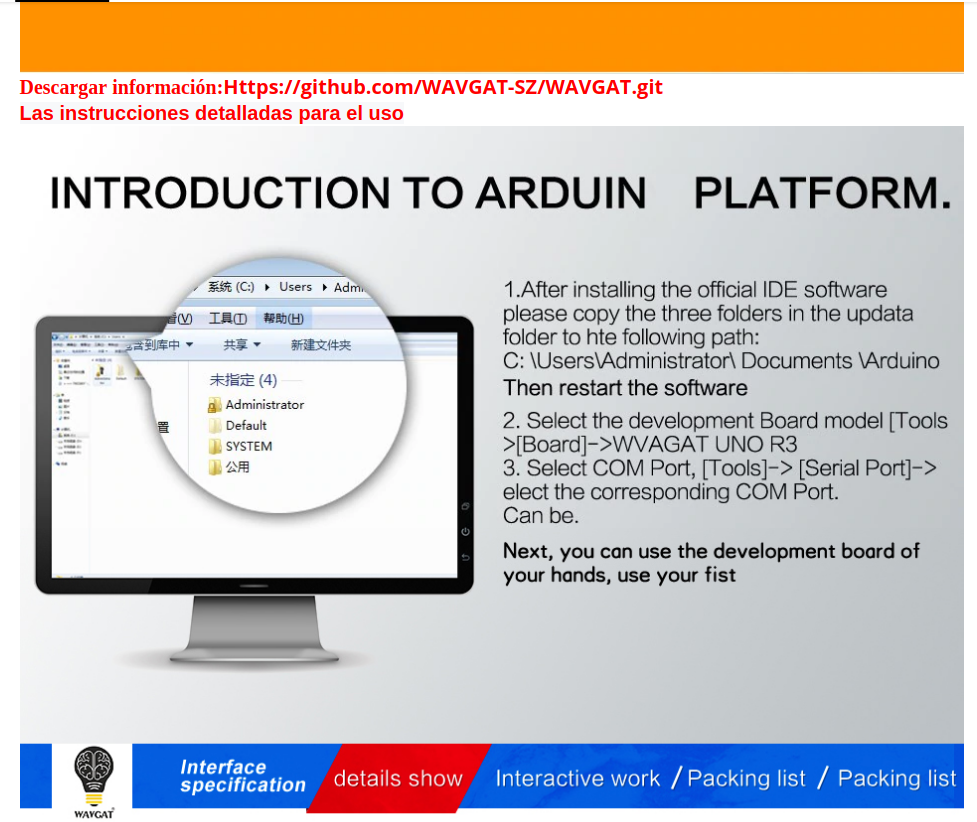 Descargar información:Https://github.com/WAVGAT-SZ/WAVGAT.git
Las instrucciones detalladas para el uso
INTRODUCTION TO ARDUIN PLATFORM.
系统 (C:) Users Admi
(V) 工具(T) 帮助(H)
含到库中 共享 新建文件夹
未指定 (4)
Administrator
置 Default
SYSTEM
公用
1.After installing the official IDE software
please copy the three folders in the updata
folder to hte following path:
C: \Users\Administrator\ Documents \Arduino
Then restart the software
2. Select the development Board model [Tools
>[Board]->WVAGAT UNO R3
3. Select COM Port, [Tools]-> [Serial Port]->
elect the corresponding COM Port.
Can be.
Next, you can use the development board of
your hands, use your fist
WAVGAT
Interface
specification
details show
Interactive work / Packing list / Packing list